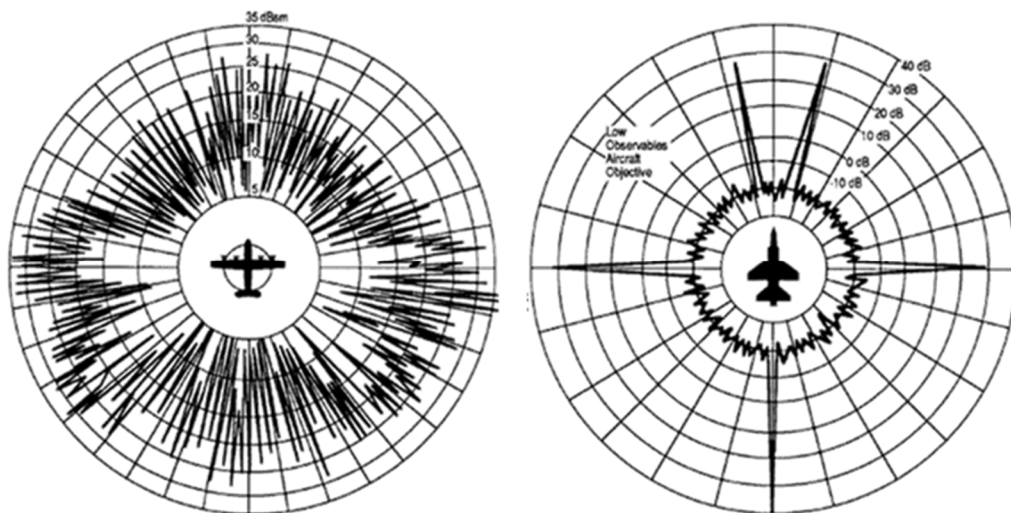 35 dBsm
30
25
20
15
10
5
40 dB
30 dB
20 dB
10 dB
0 dB
-10 dB
Low
Observables
Aircraft
Objective